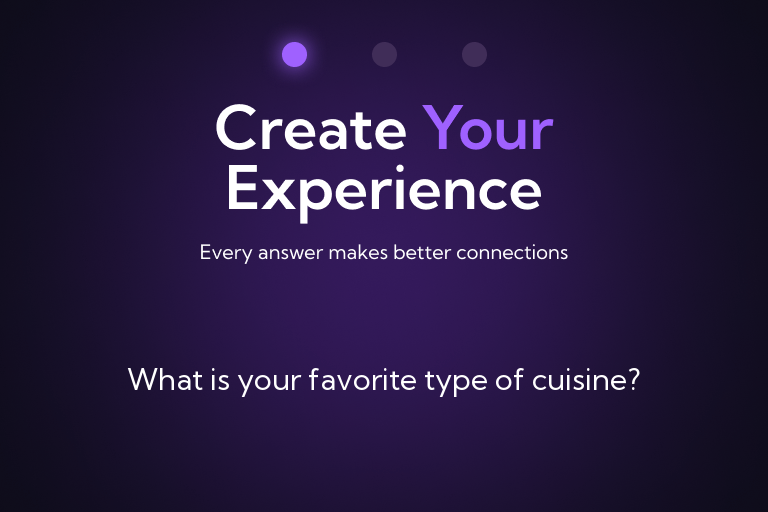 Create Your
Experience
Every answer makes better connections
What is your favorite type of cuisine?